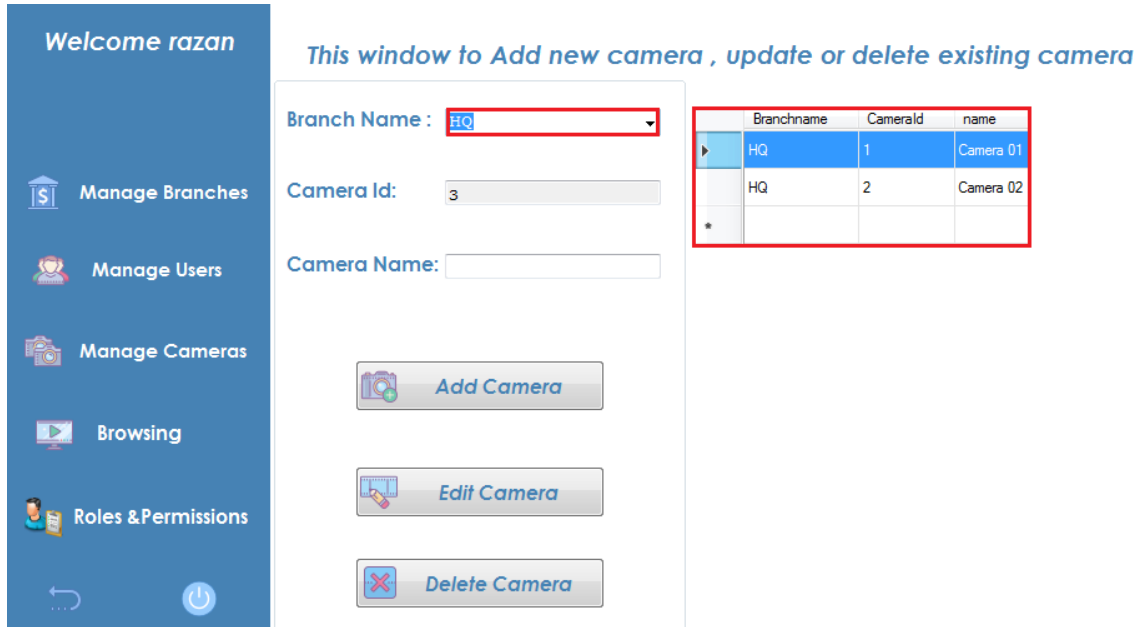 Welcome razan
Manage Branches
Manage Users
Manage Cameras
Browsing
Roles &Permissions
This window to Add new camera , update or delete existing camera
Branch Name : HQ
Camera Id: 3
Camera Name:
Add Camera
Edit Camera
Delete Camera
Branchname CameraId name
HQ 1 Camera 01
HQ 2 Camera 02
*